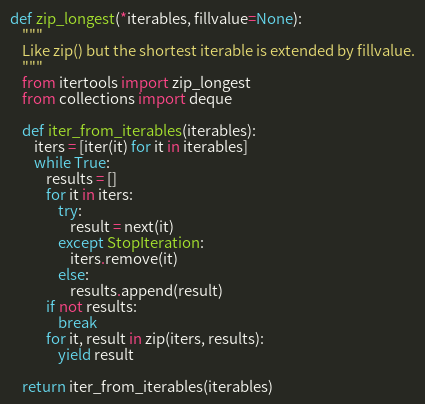 def zip_longest(*iterables, fillvalue=None):
"""
Like zip() but the shortest iterable is extended by fillvalue.
"""
from itertools import zip_longest
from collections import deque
def iter_from_iterables(iterables):
iters = [iter(it) for it in iterables]
while True:
results = []
for it in iters:
try:
result = next(it)
except StopIteration:
iters.remove(it)
else:
results.append(result)
if not results:
break
for it, result in zip(iters, results):
yield result
return iter_from_iterables(iterables)